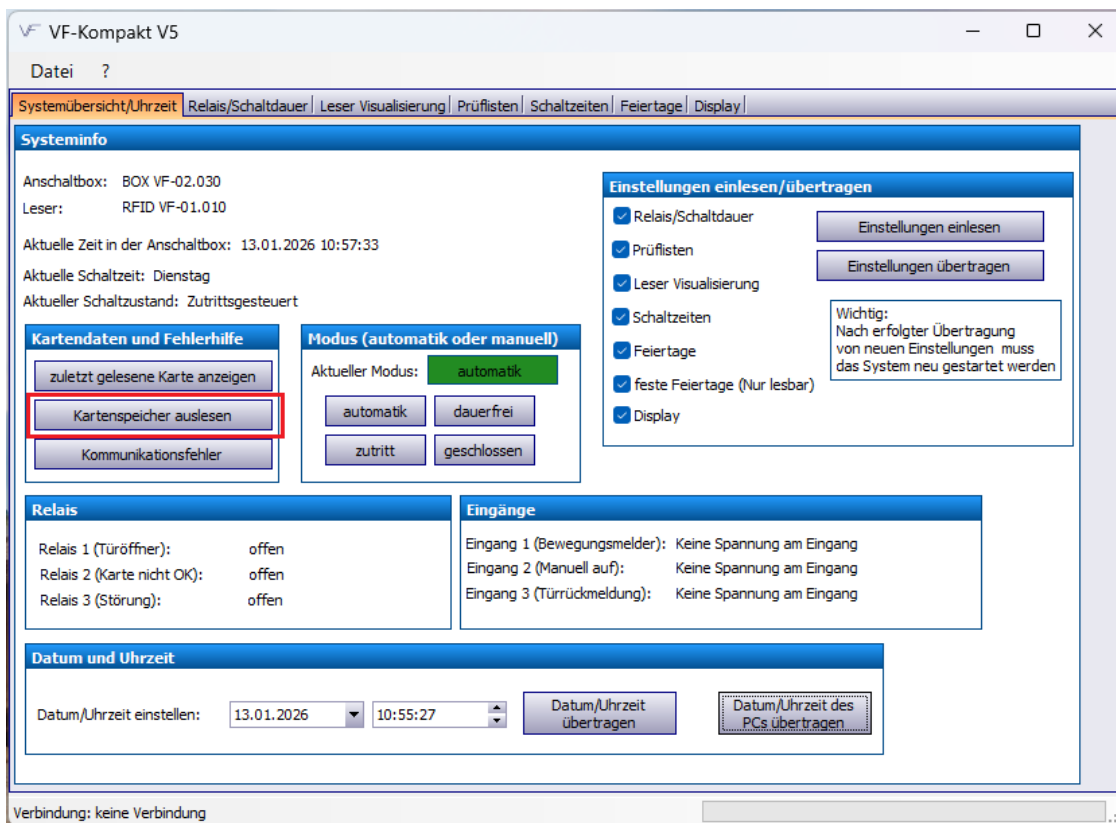 VF-Kompakt V5
Datei ?
Systemübersicht/Uhrzeit Relais/Schaltdauer Leser Visualisierung Prüflisten Schaltzeiten Feiertage Display
Systeminfo
Anschaltbox: BOX VF-02.030
Leser: RFID VF-01.010
Aktuelle Zeit in der Anschaltbox: 13.01.2026 10:57:33
Aktuelle Schaltzeit: Dienstag
Aktueller Schaltzustand: Zutrittsgesteuert
Einstellungen einlesen/übertragen
Relais/Schaltdauer
Prüflisten
Leser Visualisierung
Schaltzeiten
Feiertage
feste Feiertage (Nur lesbar)
Display
Einstellungen einlesen
Einstellungen übertragen
Wichtig:
Nach erfolgter Übertragung
von neuen Einstellungen muss
das System neu gestartet werden
Kartendaten und Fehlerhilfe
zuletzt gelesene Karte anzeigen
Kartenspeicher auslesen
Kommunikationsfehler
Modus (automatik oder manuell)
Aktueller Modus: automatik
automatik dauerfrei
zutritt geschlossen
Relais
Relais 1 (Türöffner): offen
Relais 2 (Karte nicht OK): offen
Relais 3 (Störung): offen
Eingänge
Eingang 1 (Bewegungsmelder): Keine Spannung am Eingang
Eingang 2 (Manuell auf): Keine Spannung am Eingang
Eingang 3 (Türrückmeldung): Keine Spannung am Eingang
Datum und Uhrzeit
Datum/Uhrzeit einstellen: 13.01.2026 10:55:27
Datum/Uhrzeit
übertragen
Datum/Uhrzeit des
PCs übertragen
Verbindung: keine Verbindung